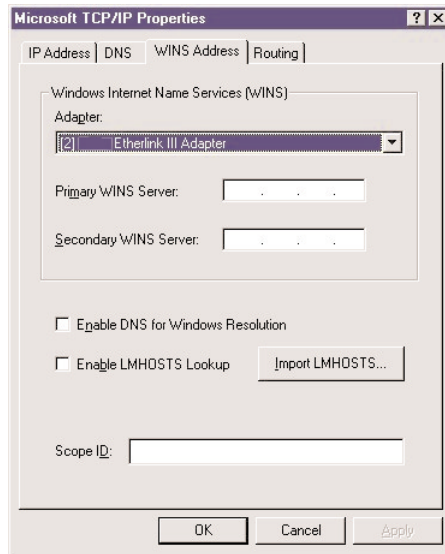 Microsoft TCP/IP Properties
IP Address DNS WINS Address Routing
Windows Internet Name Services (WINS)
Adapter:
[2] Etherlink III Adapter
Primary WINS Server: . . .
Secondary WINS Server: . . .
Enable DNS for Windows Resolution
Enable LMHOSTS Lookup Import LMHOSTS...
Scope ID:
OK Cancel Apply